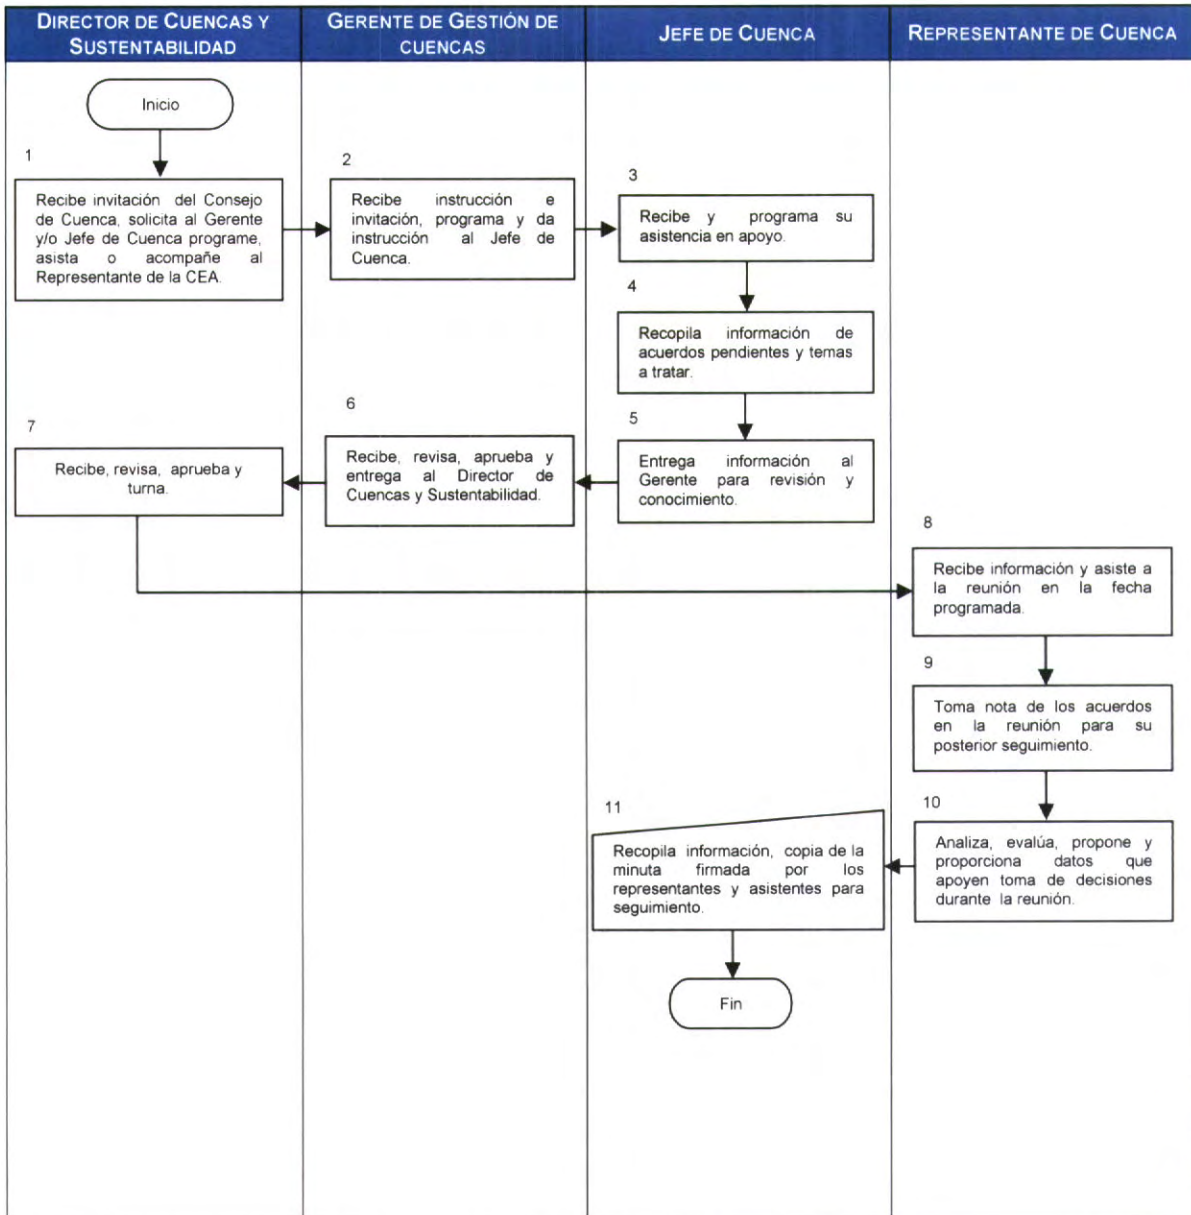 DIRECTOR DE CUENCAS Y
SUSTENTABILIDAD
GERENTE DE GESTIÓN DE
CUENCAS
JEFE DE CUENCA
REPRESENTANTE DE CUENCA
Inicio
1
Recibe invitación del Consejo
de Cuenca, solicita al Gerente
y/o Jefe de Cuenca programe,
asista o acompañe al
Representante de la CEA.
2
Recibe instrucción e
invitación, programa y da
instrucción al Jefe de
Cuenca.
3
Recibe y programa su
asistencia en apoyo.
4
Recopila información de
acuerdos pendientes y temas
a tratar.
5
Entrega información al
Gerente para revisión y
conocimiento.
6
Recibe, revisa, aprueba y
entrega al Director de
Cuencas y Sustentabilidad.
7
Recibe, revisa, aprueba y
turna.
8
Recibe información y asiste a
la reunión en la fecha
programada.
9
Toma nota de los acuerdos
en la reunión para su
posterior seguimiento.
10
Analiza, evalúa, propone y
proporciona datos que
apoyen toma de decisiones
durante la reunión.
11
Recopila información, copia de la
minuta firmada por los
representantes y asistentes para
seguimiento.
Fin